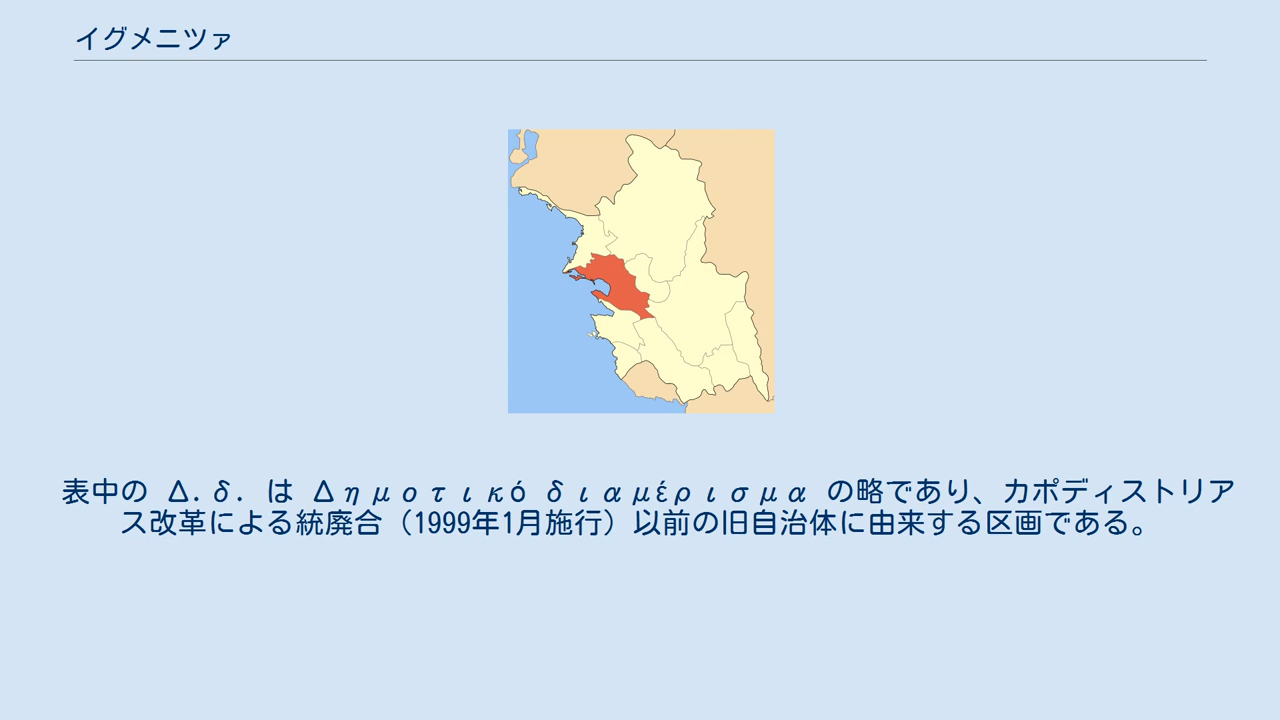 イグメニツァ
表中の Δ. δ. は Δημοτικό διαμέρισμα の略であり、カポディストリア
ス改革による統廃合（1999年1月施行）以前の旧自治体に由来する区画である。